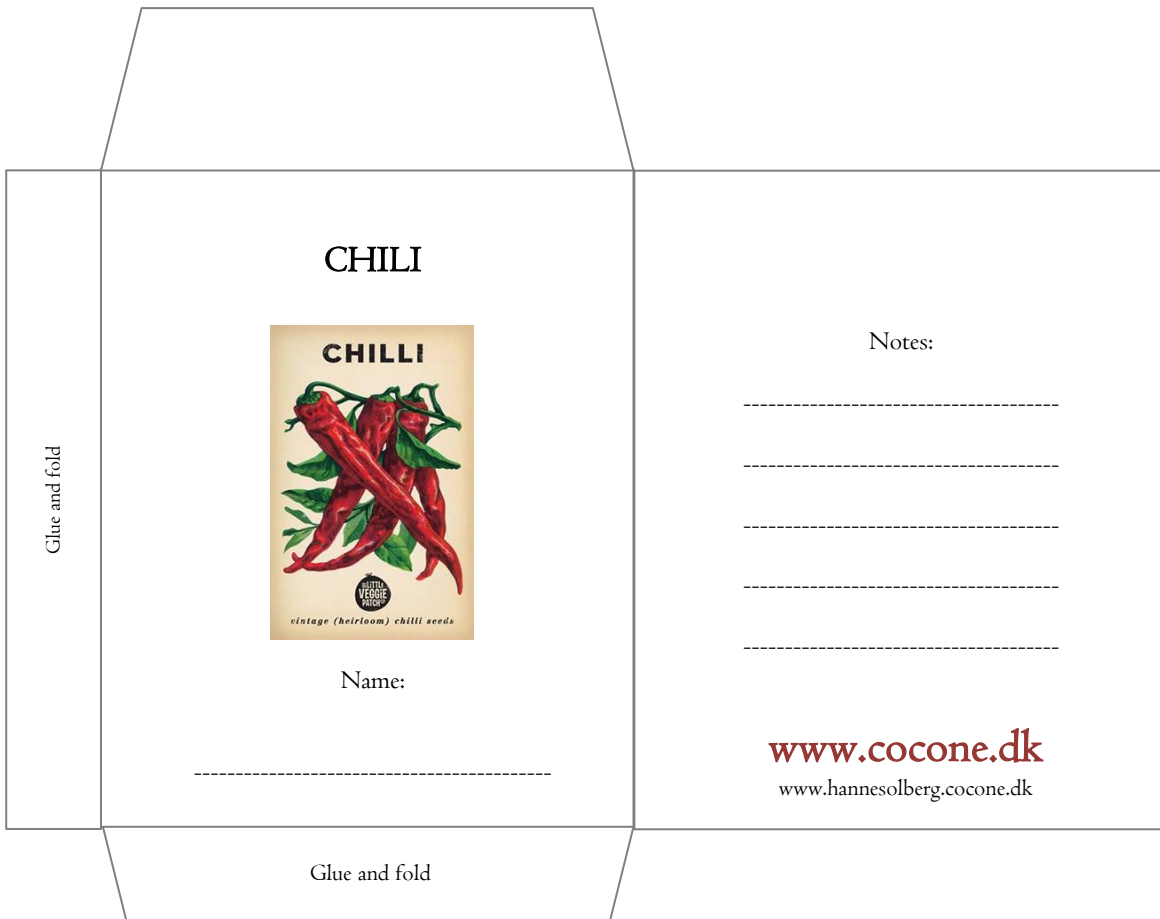 CHILI
CHILLI
THE LITTLE
VEGGIE
PATCH CO
vintage (heirloom) chilli seeds
Name:
Glue and fold
Glue and fold
Notes:
www.cocone.dk
www.hannesolberg.cocone.dk